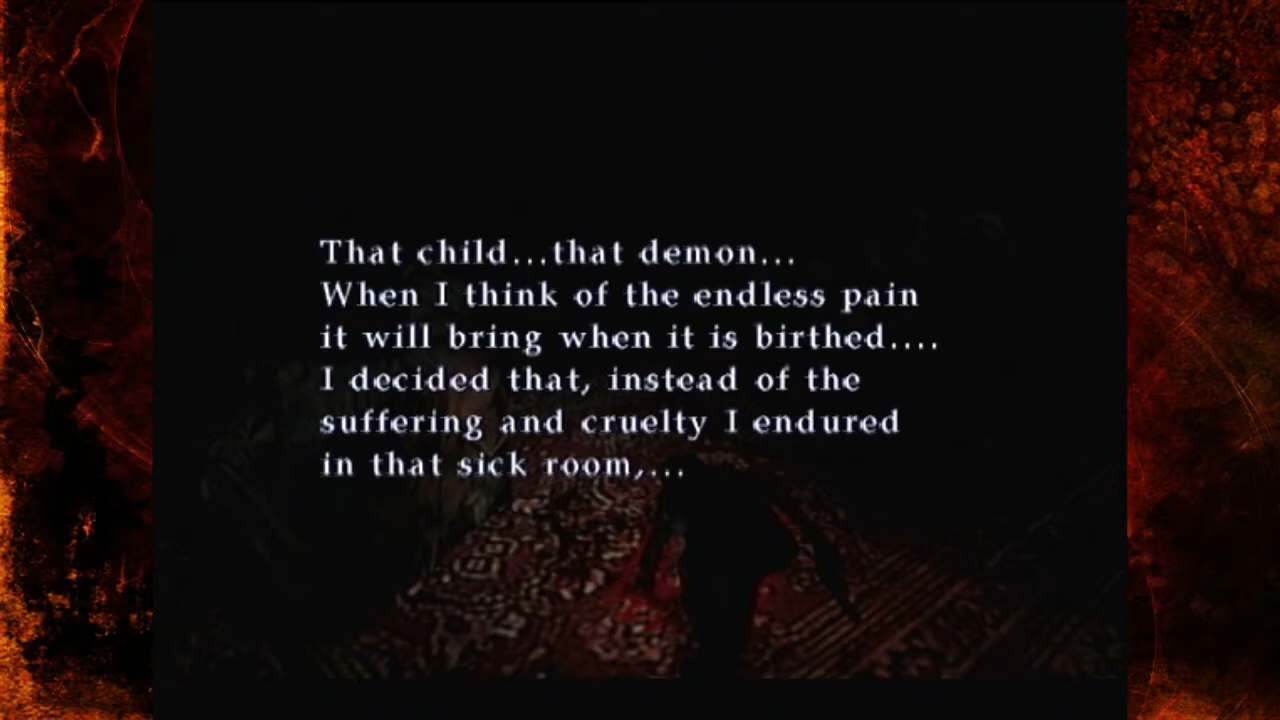 That child...that demon...
When I think of the endless pain
it will bring when it is birthed....
I decided that, instead of the
suffering and cruelty I endured
in that sick room,...